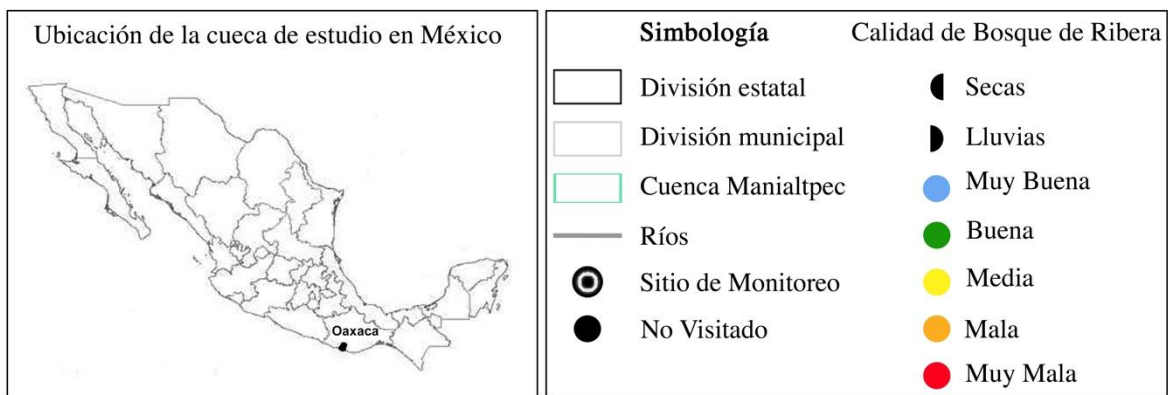 Ubicación de la cueca de estudio en México
Oaxaca
Simbología
División estatal
División municipal
Cuenca Manialtpec
Ríos
Sitio de Monitoreo
No Visitado
Calidad de Bosque de Ribera
Secas
Lluvias
Muy Buena
Buena
Media
Mala
Muy Mala